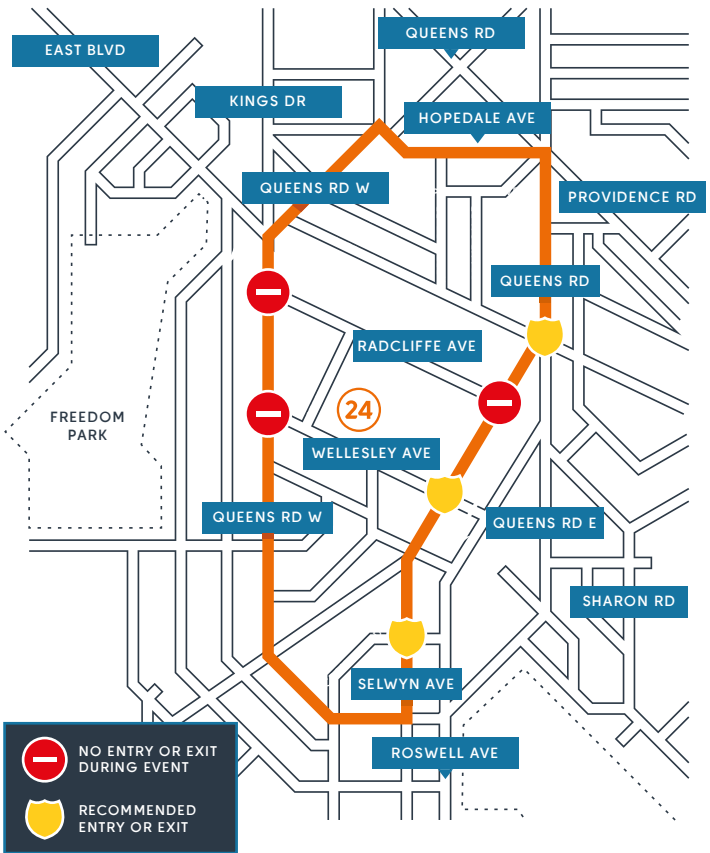 QUEENS RD
EAST BLVD
KINGS DR
HOPEDALE AVE
QUEENS RD W
PROVIDENCE RD
QUEENS RD
RADCLIFFE AVE
24
FREEDOM
PARK
WELLESLEY AVE
QUEENS RD W
QUEENS RD E
SHARON RD
SELWYN AVE
ROSWELL AVE
NO ENTRY OR EXIT
DURING EVENT
RECOMMENDED
ENTRY OR EXIT